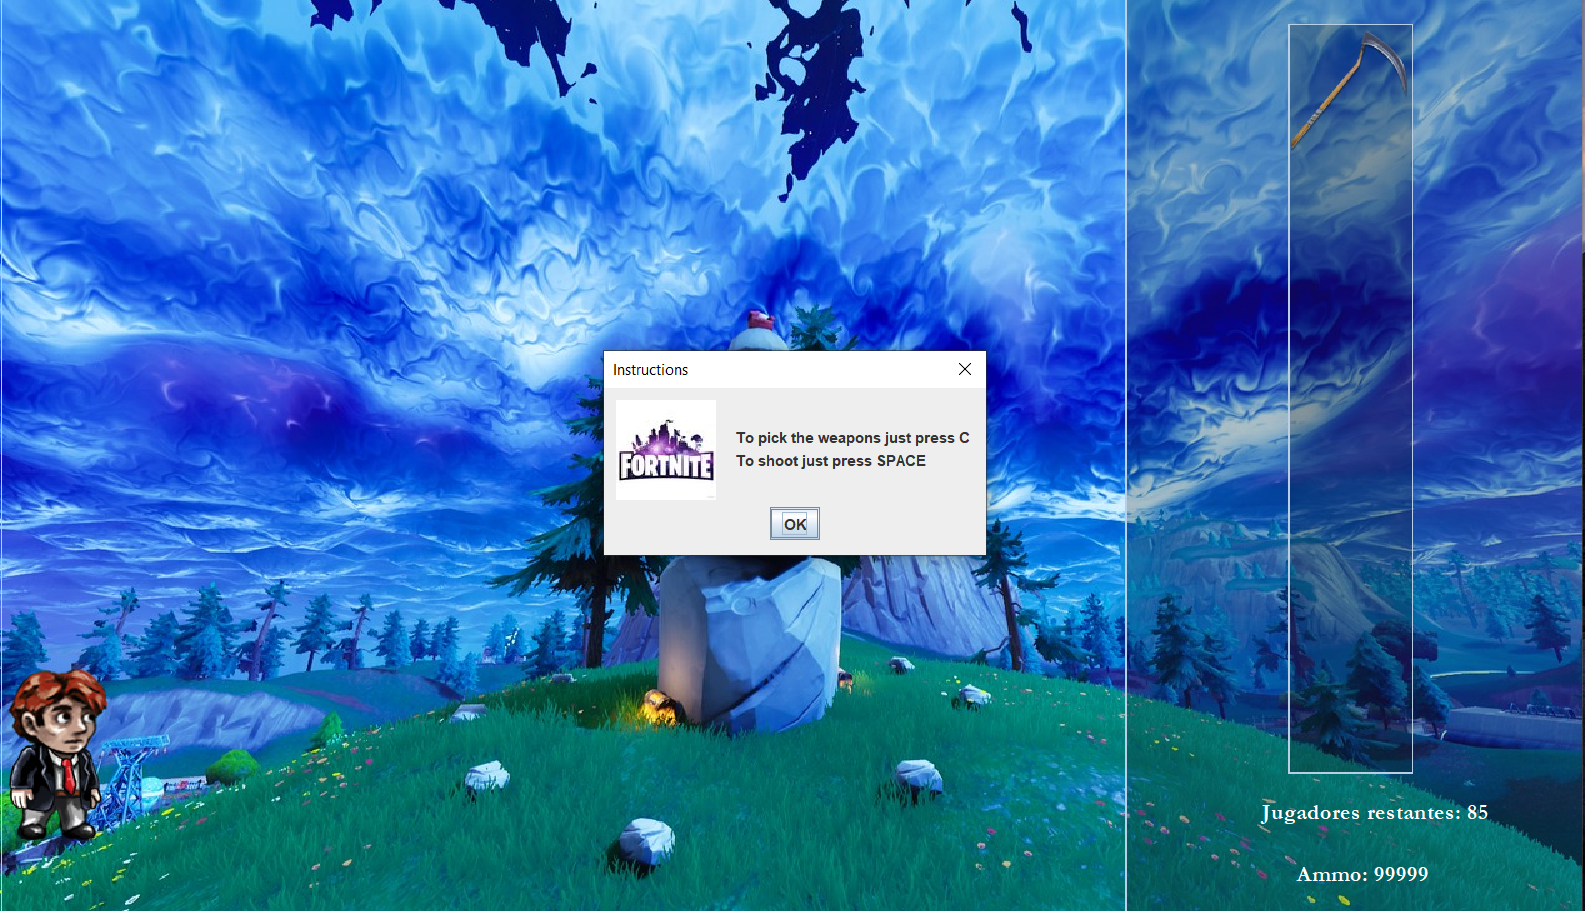 Instructions
FORTNITE
To pick the weapons just press C
To shoot just press SPACE
OK
Jugadores restantes: 85
Ammo: 99999